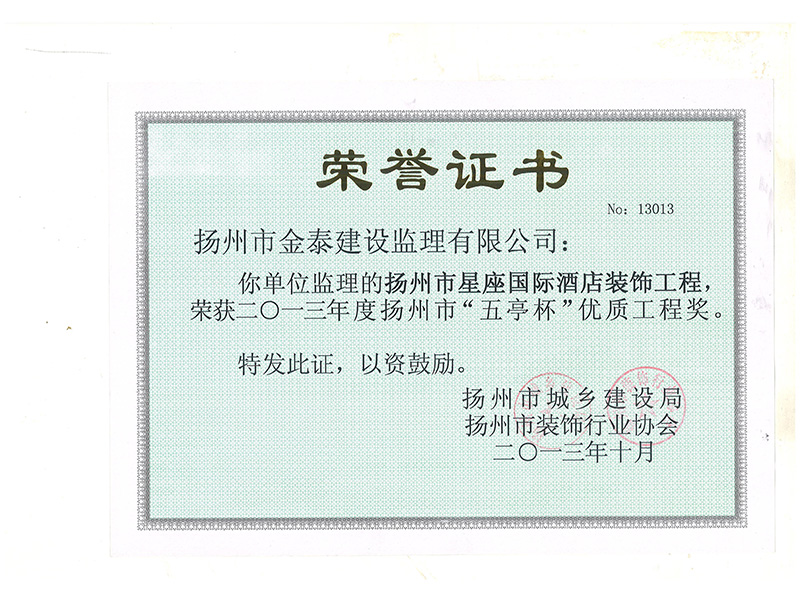 荣誉证书
No: 13013
扬州市金泰建设监理有限公司：
你单位监理的扬州市星座国际酒店装饰工程，
荣获二〇一三年度扬州市“五亭杯”优质工程奖。
特发此证，以资鼓励。
扬州市城乡建设局
扬州市装饰行业协会
二〇一三年十月